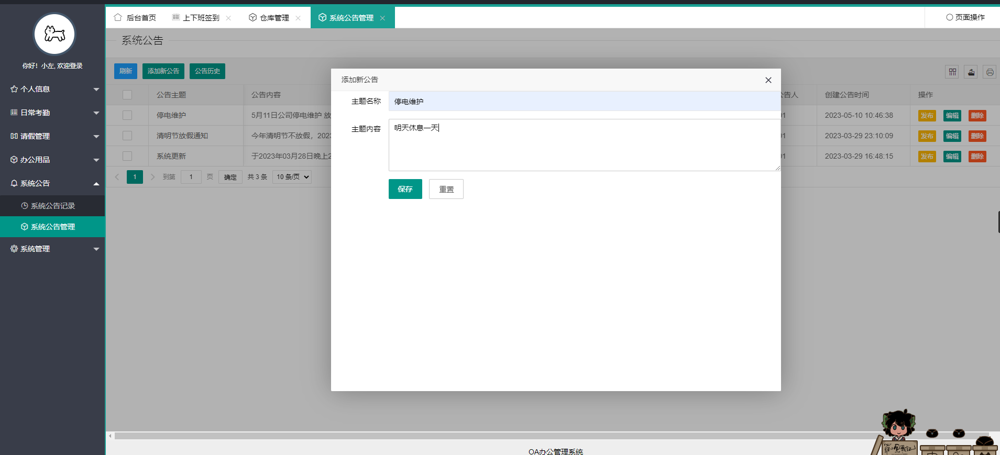 后台首页
上下班签到
仓库管理
系统公告管理
页面操作
你好！小左, 欢迎登录
个人信息
日常考勤
请假管理
办公用品
系统公告
系统公告记录
系统公告管理
系统管理
系统公告
刷新
添加新公告
公告历史
公告主题
公告内容
告人
创建公告时间
操作
停电维护
5月11日公司停电维护 放
01
2023-05-10 10:46:38
发布
编辑
删除
清明节放假通知
今年清明节不放假，2023
01
2023-03-29 23:10:09
发布
编辑
删除
系统更新
于2023年03月28日晚上2
01
2023-03-29 16:48:15
发布
编辑
删除
1
到第
1
页
确定
共 3 条
10 条/页
添加新公告
主题名称
停电维护
主题内容
明天休息一天
保存
重置
OA办公管理系统